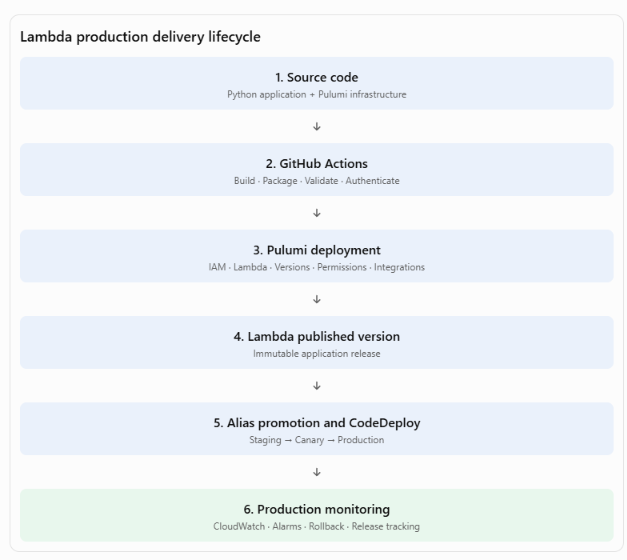 Lambda production delivery lifecycle
1. Source code
Python application + Pulumi infrastructure
↓
2. GitHub Actions
Build · Package · Validate · Authenticate
↓
3. Pulumi deployment
IAM · Lambda · Versions · Permissions · Integrations
↓
4. Lambda published version
Immutable application release
↓
5. Alias promotion and CodeDeploy
Staging → Canary → Production
↓
6. Production monitoring
CloudWatch · Alarms · Rollback · Release tracking